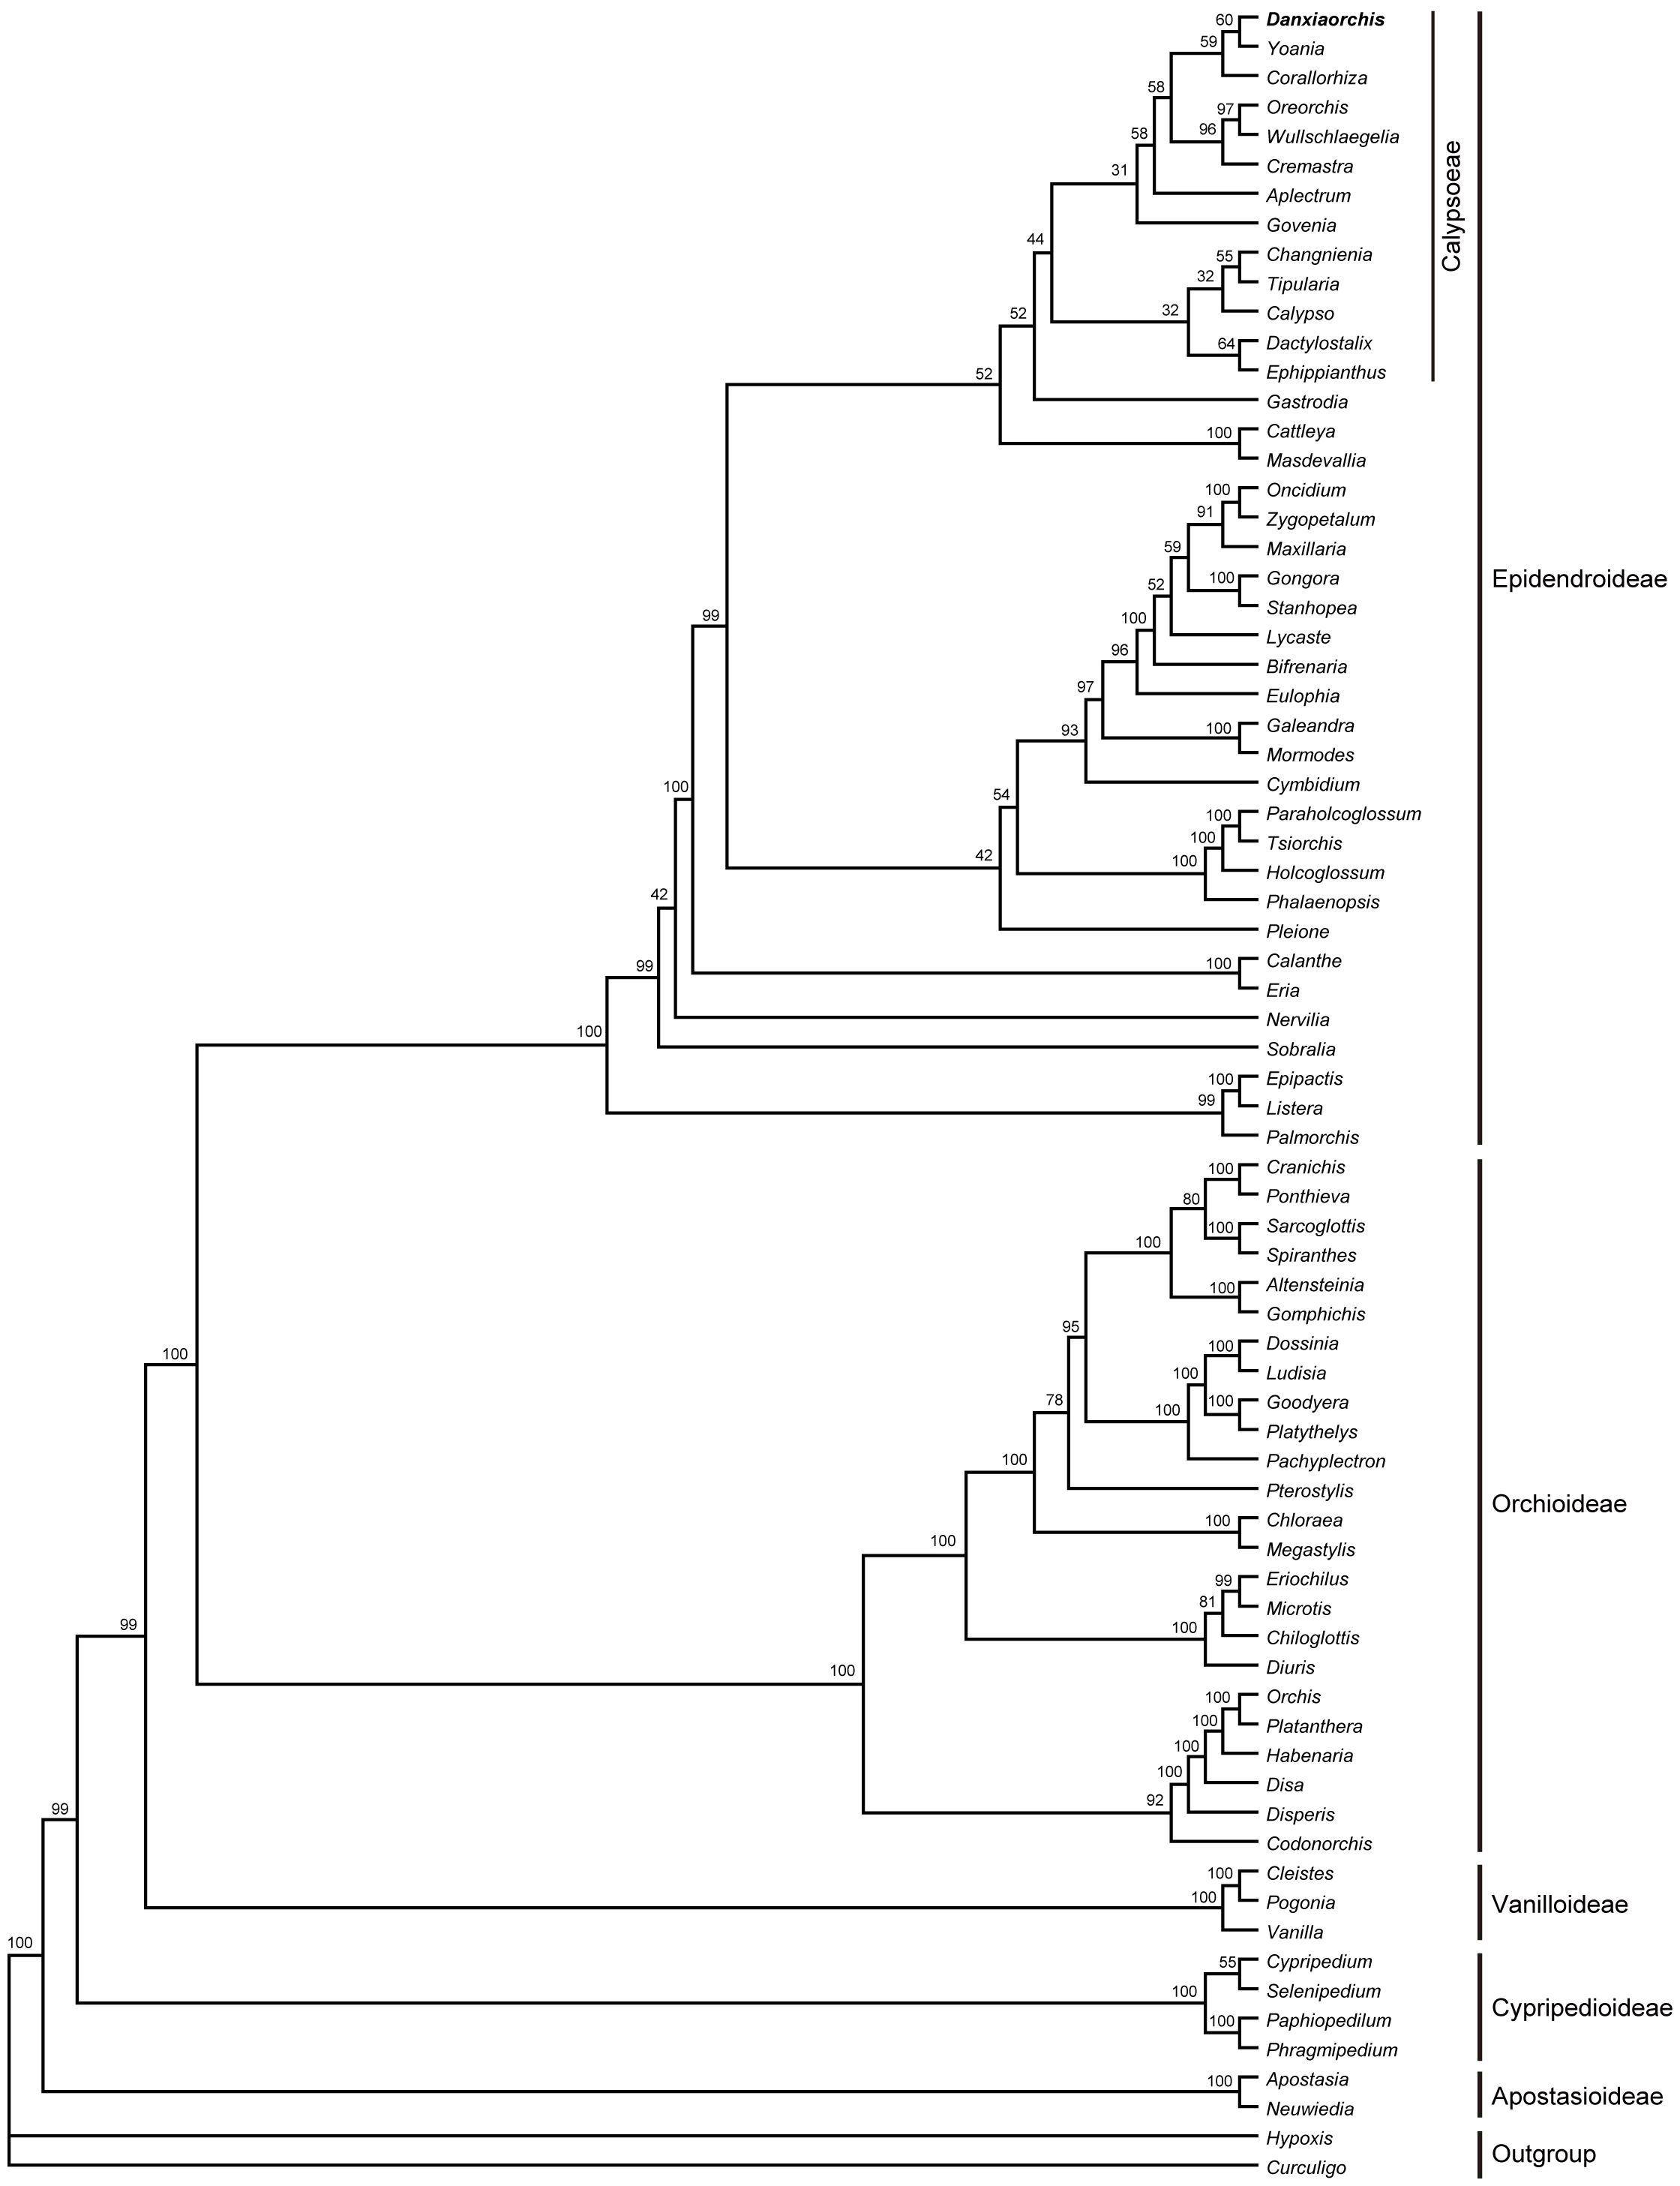 60
Danxiaorchis
59
Yoania
Corallorhiza
58
97
Oreorchis
96
Wullschlaegelia
58
Cremastra
31
Aplectrum
Govenia
44
55
Changnienia
32
Tipularia
32
Calypso
52
64
Dactylostalix
52
Ephippianthus
Calypsoeae
Gastrodia
100
Cattleya
Masdevallia
100
Oncidium
91
Zygopetalum
59
Maxillaria
52
100
Gongora
Stanhopea
100
Lycaste
99
96
Bifrenaria
97
Eulophia
93
100
Galeandra
Mormodes
100
Cymbidium
54
100
Paraholcoglossum
100
Tsiorchis
42
100
Holcoglossum
Phalaenopsis
42
Pleione
99
100
Calanthe
Eria
100
Nervilia
Sobralia
100
Epipactis
99
Listera
Palmorchis
Epidendroideae
100
Cranichis
80
Ponthieva
100
100
Sarcoglottis
Spiranthes
100
Altensteinia
95
Gomphichis
100
100
Dossinia
100
Ludisia
78
100
100
Goodyera
Platythelys
100
Pachyplectron
Pterostylis
100
100
Chloraea
Megastylis
99
Eriochilus
99
81
Microtis
100
Chiloglottis
100
Diuris
100
Orchis
100
Platanthera
100
Habenaria
100
Disa
99
92
Disperis
Codonorchis
Orchioideae
100
Cleistes
100
Pogonia
Vanilla
Vanilloideae
100
55
Cypripedium
100
Selenipedium
100
Paphiopedilum
Phragmipedium
Cypripedioideae
100
Apostasia
Neuwiedia
Apostasioideae
Hypoxis
Curculigo
Outgroup